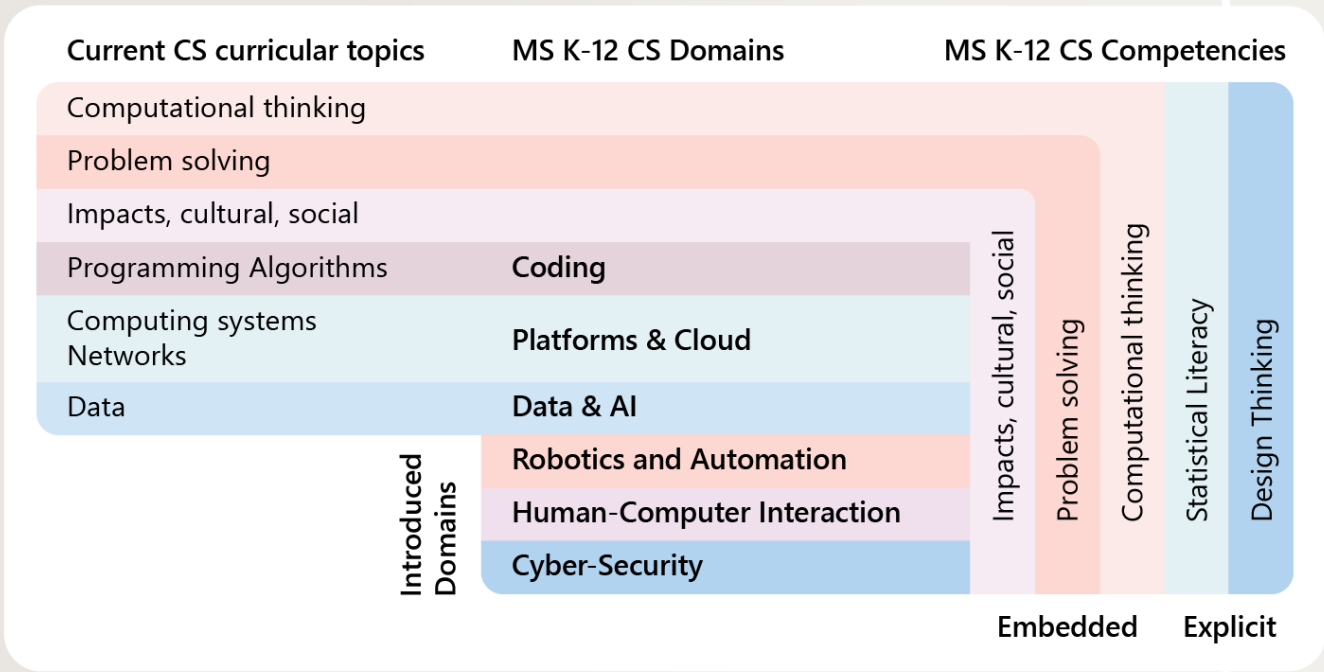 Current CS curricular topics
MS K-12 CS Domains
MS K-12 CS Competencies
Computational thinking
Problem solving
Impacts, cultural, social
Programming Algorithms
Coding
Computing systems
Networks
Platforms & Cloud
Data
Data & AI
Introduced
Domains
Robotics and Automation
Human-Computer Interaction
Cyber-Security
Impacts, cultural, social
Problem solving
Computational thinking
Statistical Literacy
Design Thinking
Embedded
Explicit